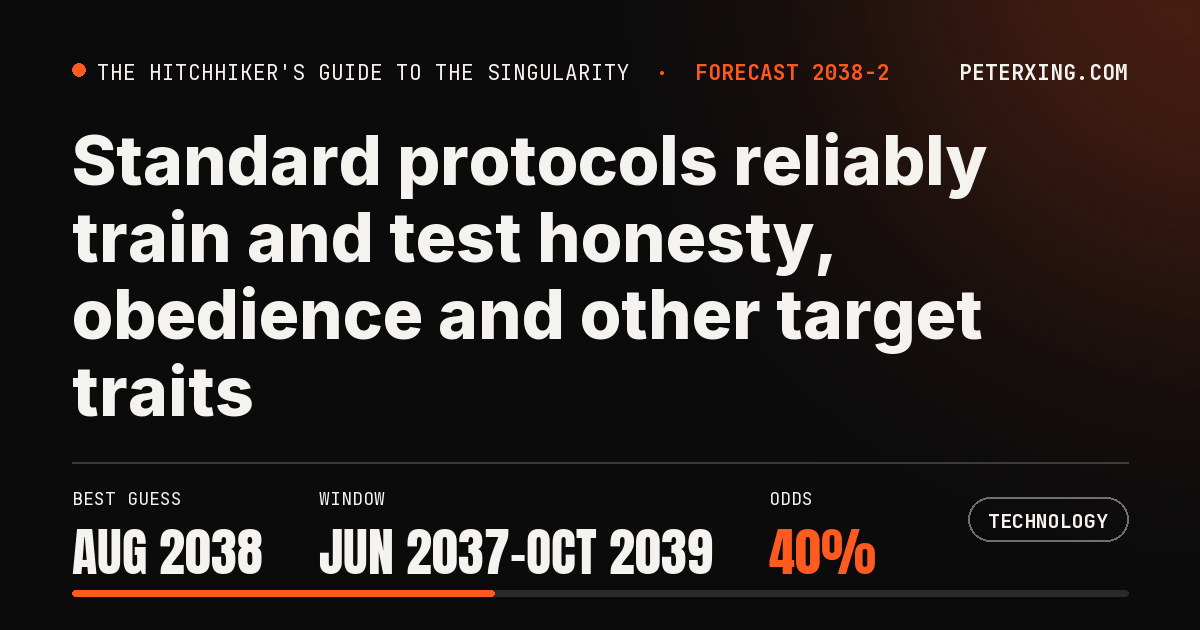 THE HITCHHIKER'S GUIDE TO THE SINGULARITY · FORECAST 2038-2 PETERXING.COM
Standard protocols reliably
train and test honesty,
obedience and other target
traits
BEST GUESS WINDOW ODDS
AUG 2038 JUN 2037-OCT 2039 40% TECHNOLOGY